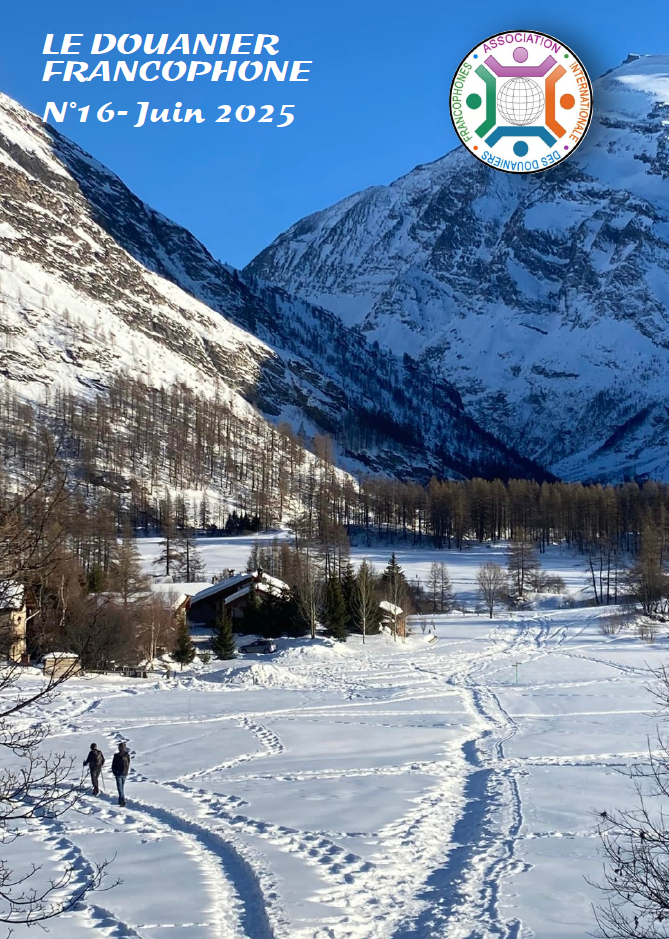 LE DOUANIER
FRANCOPHONE
N°16- Juin 2025
ASSOCIATION
INTERNATIONALE
DES DOUANIERS
FRANCOPHONES